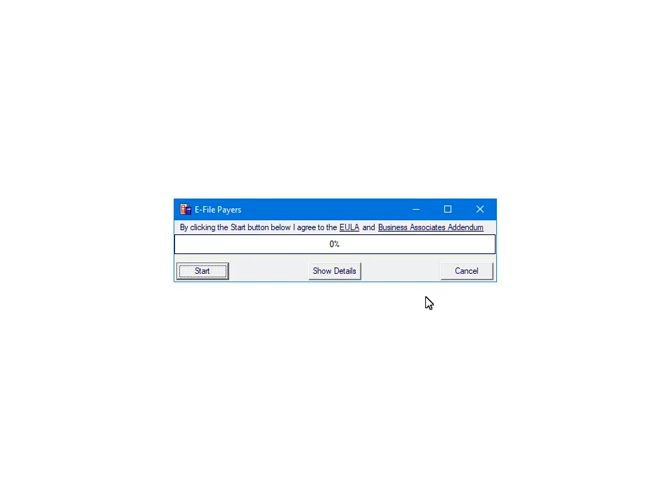 E-File Payers
By clicking the Start button below I agree to the EULA and Business Associates Addendum
0%
Start Show Details Cancel